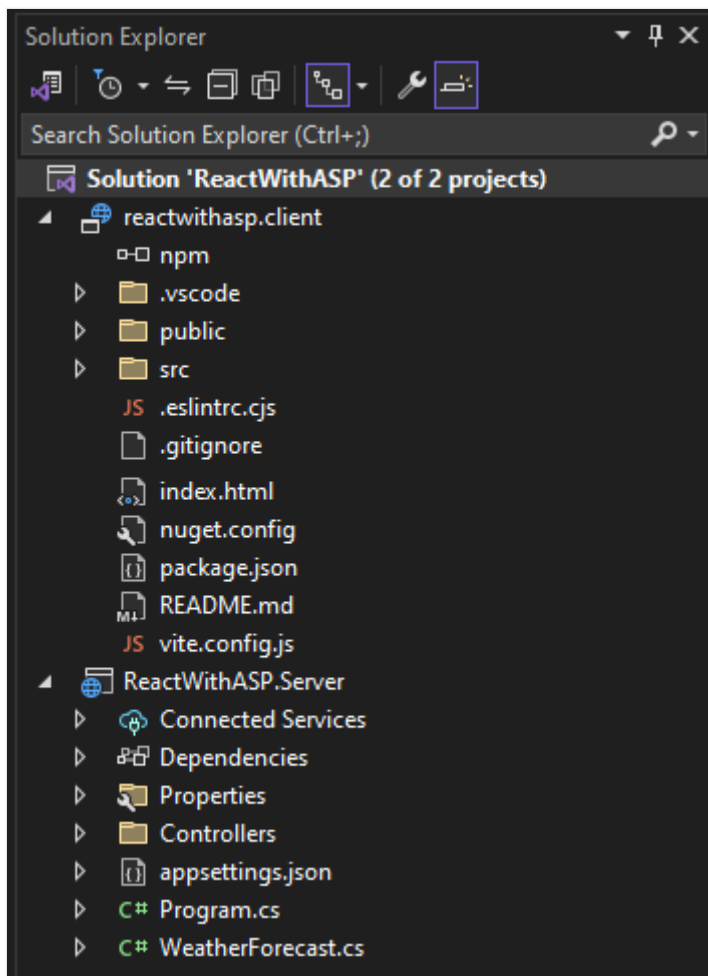 Solution Explorer
Search Solution Explorer (Ctrl+;)
Solution 'ReactWithASP' (2 of 2 projects)
reactwithasp.client
npm
.vscode
public
src
JS .eslintrc.cjs
.gitignore
index.html
nuget.config
package.json
M↓ README.md
JS vite.config.js
ReactWithASP.Server
Connected Services
Dependencies
Properties
Controllers
appsettings.json
C# Program.cs
C# WeatherForecast.cs